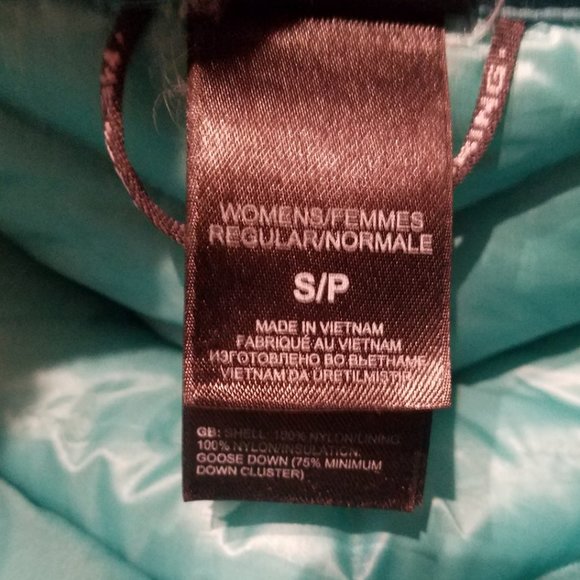 WOMENS/FEMMES
REGULAR/NORMALE
S/P
MADE IN VIETNAM
FABRIQUÉ AU VIETNAM
ИЗГОТОВЛЕНО ВО ВЬЕТНАМЕ
VIETNAM DA ÜRETILMISTIR
GB: SHELL: 100% NYLON/LINING:
100% NYLON/INSULATION:
GOOSE DOWN (75% MINIMUM
DOWN CLUSTER)